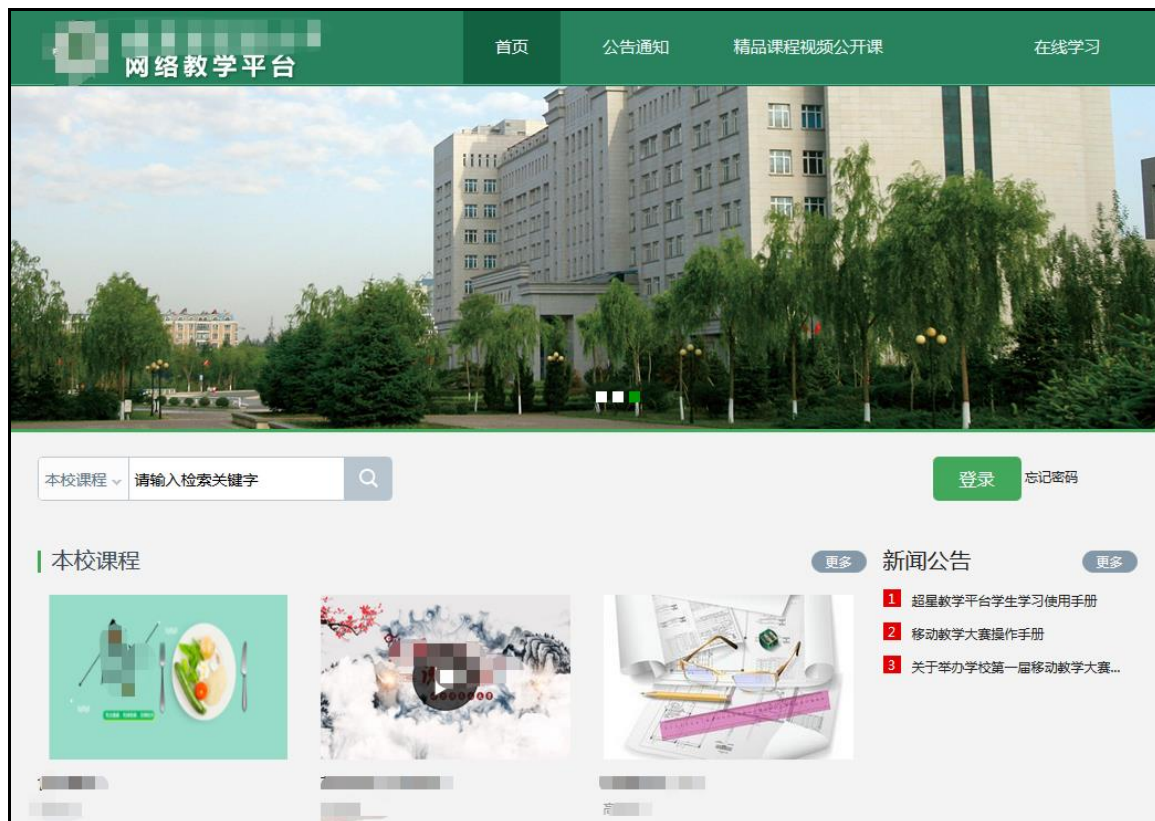 网络教学平台
首页 公告通知 精品课程视频公开课 在线学习
本校课程 请输入检索关键字
登录 忘记密码
本校课程 更多
新闻公告 更多
1 超星教学平台学生学习使用手册
2 移动教学大赛操作手册
3 关于举办学校第一届移动教学大赛...
高